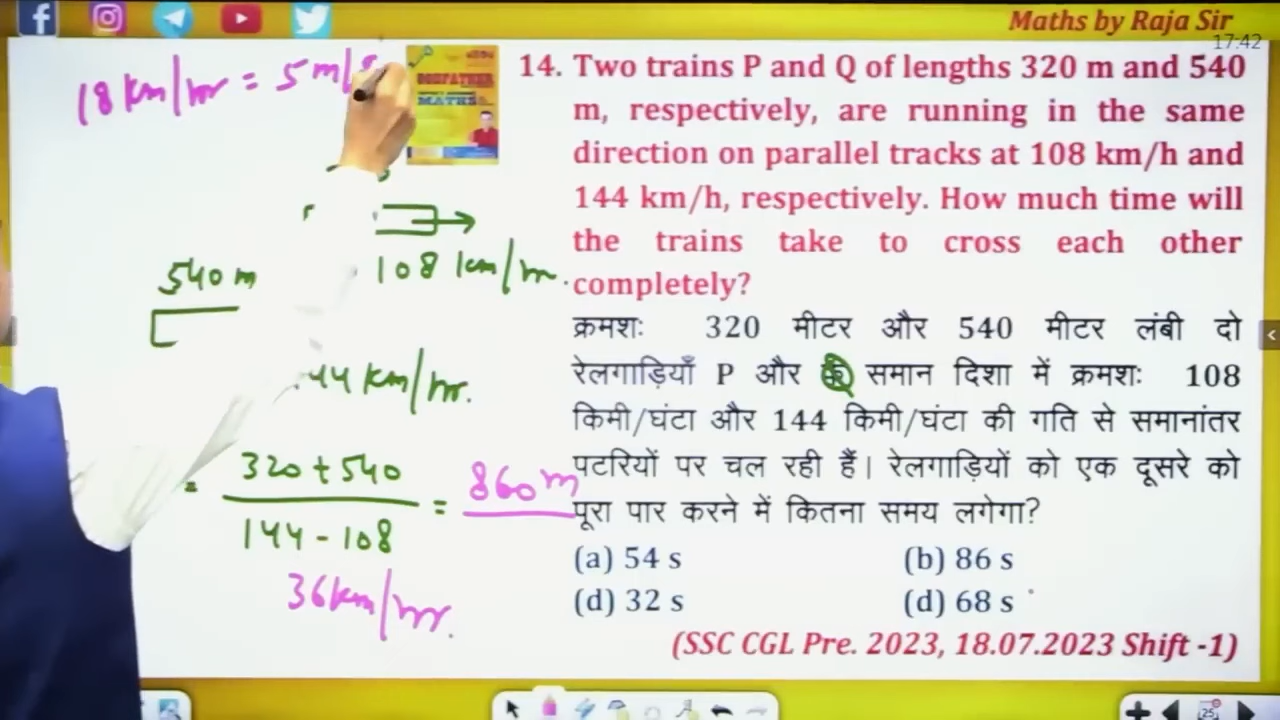 Maths by Raja Sir
17:42
18 km/hr = 5 m/s
GODFATHER
MATHS
14. Two trains P and Q of lengths 320 m and 540
m, respectively, are running in the same
direction on parallel tracks at 108 km/h and
144 km/h, respectively. How much time will
the trains take to cross each other
completely?
108 km/hr.
540 m
44 km/hr.
= 320 + 540
144 - 108
= 860 m
36 km/hr.
क्रमशः 320 मीटर और 540 मीटर लंबी दो
रेलगाड़ियाँ P और Q समान दिशा में क्रमशः 108
किमी/घंटा और 144 किमी/घंटा की गति से समानांतर
पटरियों पर चल रही हैं। रेलगाड़ियों को एक दूसरे को
पूरा पार करने में कितना समय लगेगा?
(a) 54 s (b) 86 s
(d) 32 s (d) 68 s
(SSC CGL Pre. 2023, 18.07.2023 Shift -1)
25